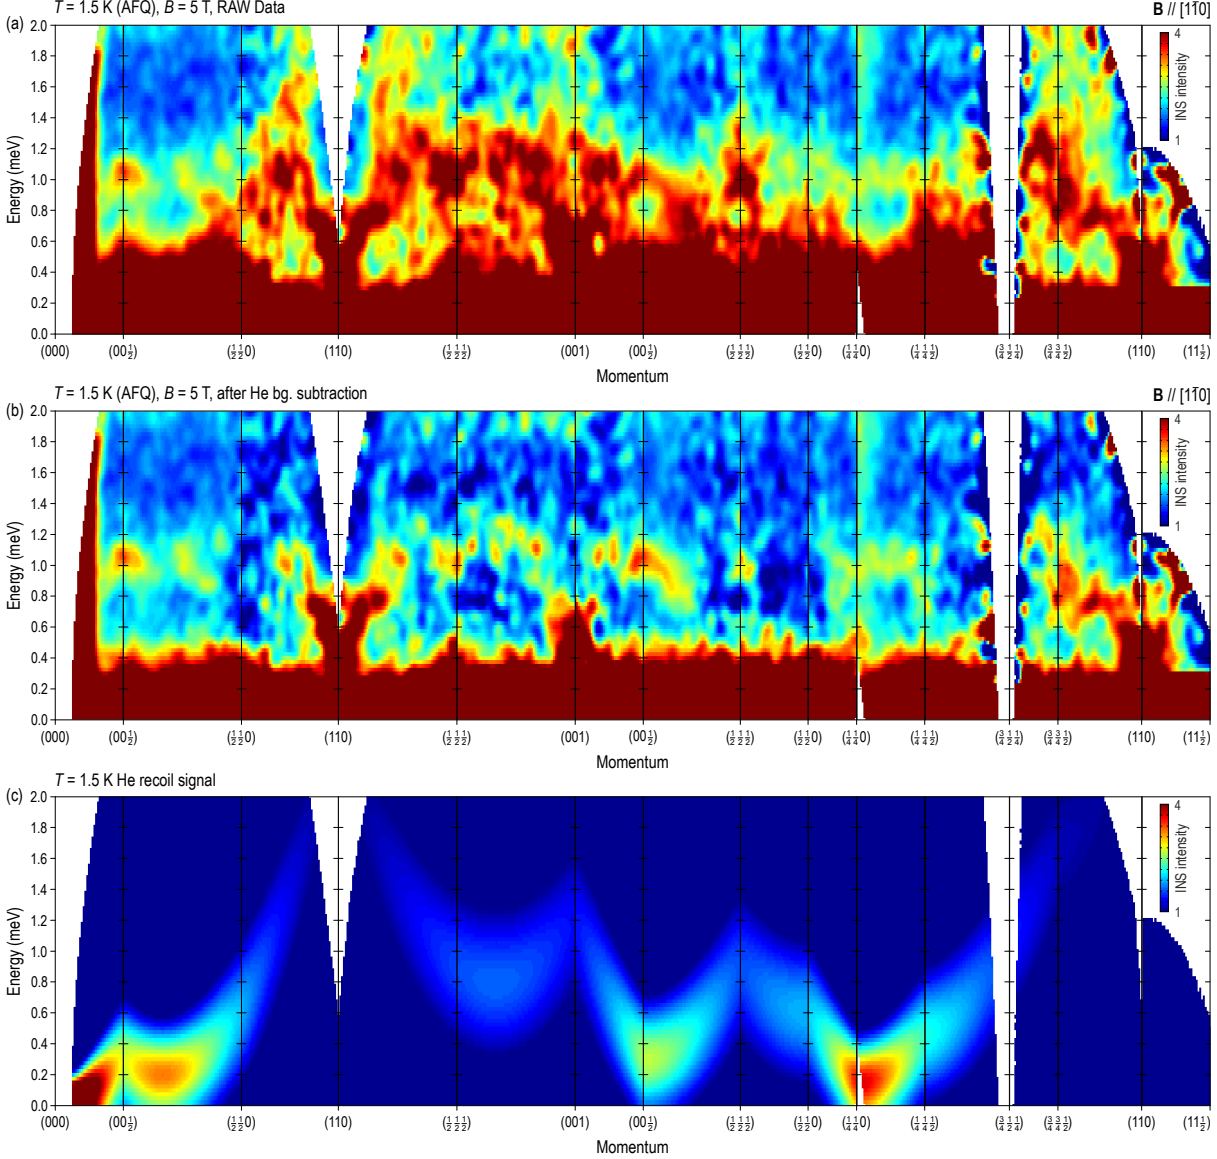 (a) T = 1.5 K (AFQ), B = 5 T, RAW Data B // [11̅0]
Energy (meV)
2.0
1.8
1.6
1.4
1.2
1.0
0.8
0.6
0.4
0.2
0.0
4
INS intensity
1
(000) (00½) (½½0) (110) (½½½) (001) (00½) (½½½) (½½0) (¼¼0) (¼¼½) (¾½¼) (¾¾½) (110) (11½)
Momentum
(b) T = 1.5 K (AFQ), B = 5 T, after He bg. subtraction B // [11̅0]
Energy (meV)
2.0
1.8
1.6
1.4
1.2
1.0
0.8
0.6
0.4
0.2
0.0
4
INS intensity
1
(000) (00½) (½½0) (110) (½½½) (001) (00½) (½½½) (½½0) (¼¼0) (¼¼½) (¾½¼) (¾¾½) (110) (11½)
Momentum
(c) T = 1.5 K He recoil signal
Energy (meV)
2.0
1.8
1.6
1.4
1.2
1.0
0.8
0.6
0.4
0.2
0.0
4
INS intensity
1
(000) (00½) (½½0) (110) (½½½) (001) (00½) (½½½) (½½0) (¼¼0) (¼¼½) (¾½¼) (¾¾½) (110) (11½)
Momentum